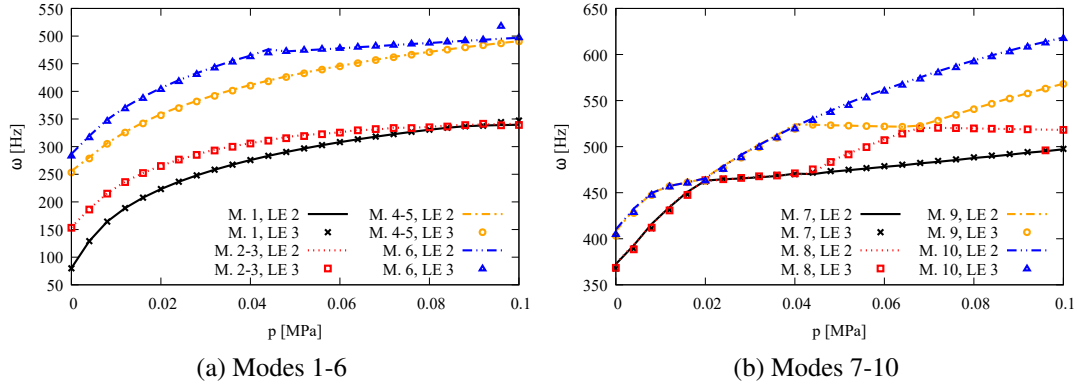 550
500
450
400
350
300
250
200
150
100
50
ω [Hz]
M. 1, LE 2
M. 1, LE 3
M. 2-3, LE 2
M. 2-3, LE 3
M. 4-5, LE 2
M. 4-5, LE 3
M. 6, LE 2
M. 6, LE 3
0 0.02 0.04 0.06 0.08 0.1
p [MPa]
(a) Modes 1-6
650
600
550
500
450
400
350
ω [Hz]
M. 7, LE 2
M. 7, LE 3
M. 8, LE 2
M. 8, LE 3
M. 9, LE 2
M. 9, LE 3
M. 10, LE 2
M. 10, LE 3
0 0.02 0.04 0.06 0.08 0.1
p [MPa]
(b) Modes 7-10